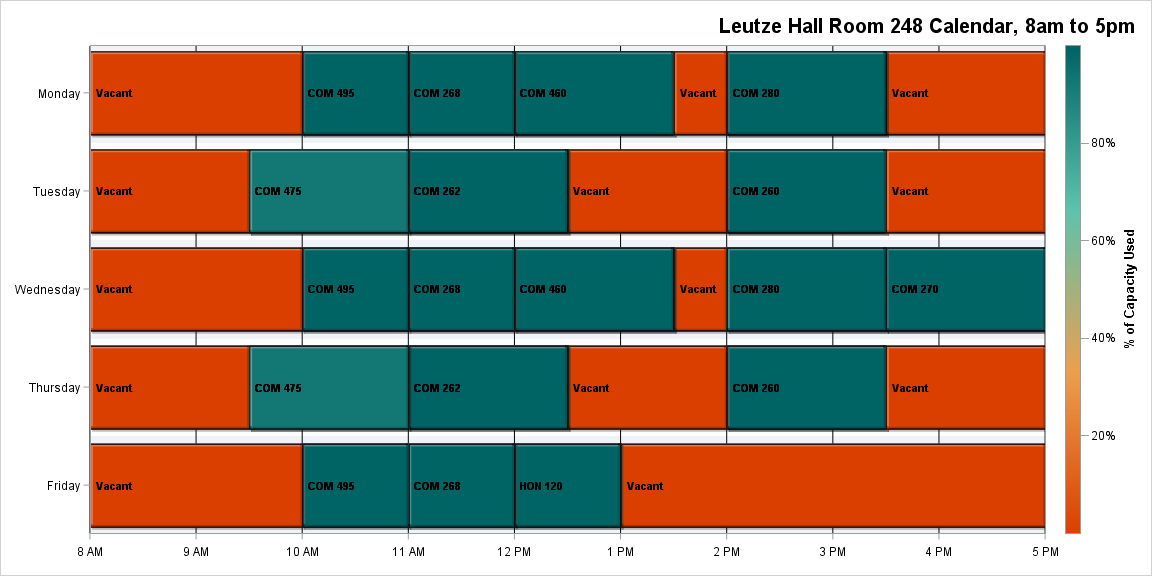 Leutze Hall Room 248 Calendar, 8am to 5pm
Monday
Vacant
COM 495
COM 268
COM 460
Vacant
COM 280
Vacant
Tuesday
Vacant
COM 475
COM 262
Vacant
COM 260
Vacant
Wednesday
Vacant
COM 495
COM 268
COM 460
Vacant
COM 280
COM 270
Thursday
Vacant
COM 475
COM 262
Vacant
COM 260
Vacant
Friday
Vacant
COM 495
COM 268
HON 120
Vacant
8 AM
9 AM
10 AM
11 AM
12 PM
1 PM
2 PM
3 PM
4 PM
5 PM
80%
60%
40%
20%
% of Capacity Used